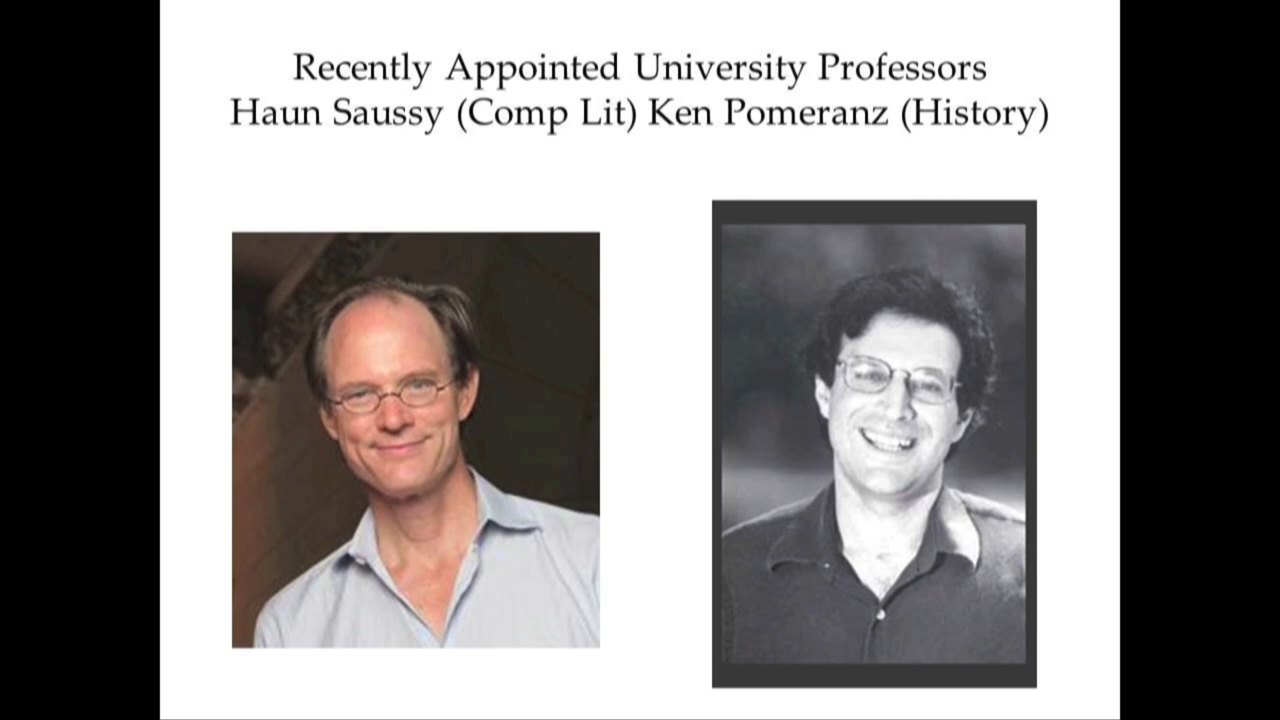 Recently Appointed University Professors
Haun Saussy (Comp Lit) Ken Pomeranz (History)